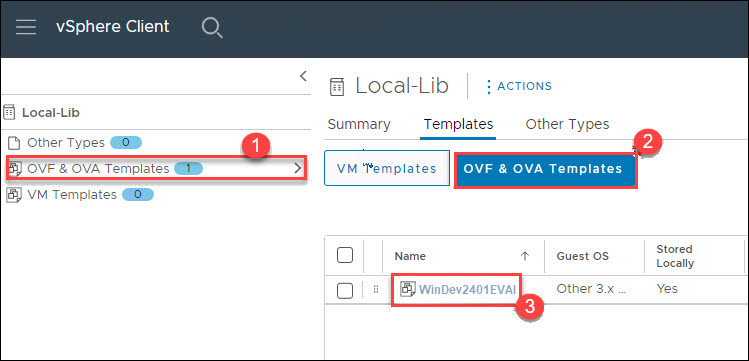 vSphere Client
Local-Lib
Other Types 0
OVF & OVA Templates 1
VM Templates 0
1
Local-Lib
ACTIONS
Summary Templates Other Types
2
VM Templates OVF & OVA Templates
Name Guest OS Stored Locally
WinDev2401EVAl Other 3.x ... Yes
3